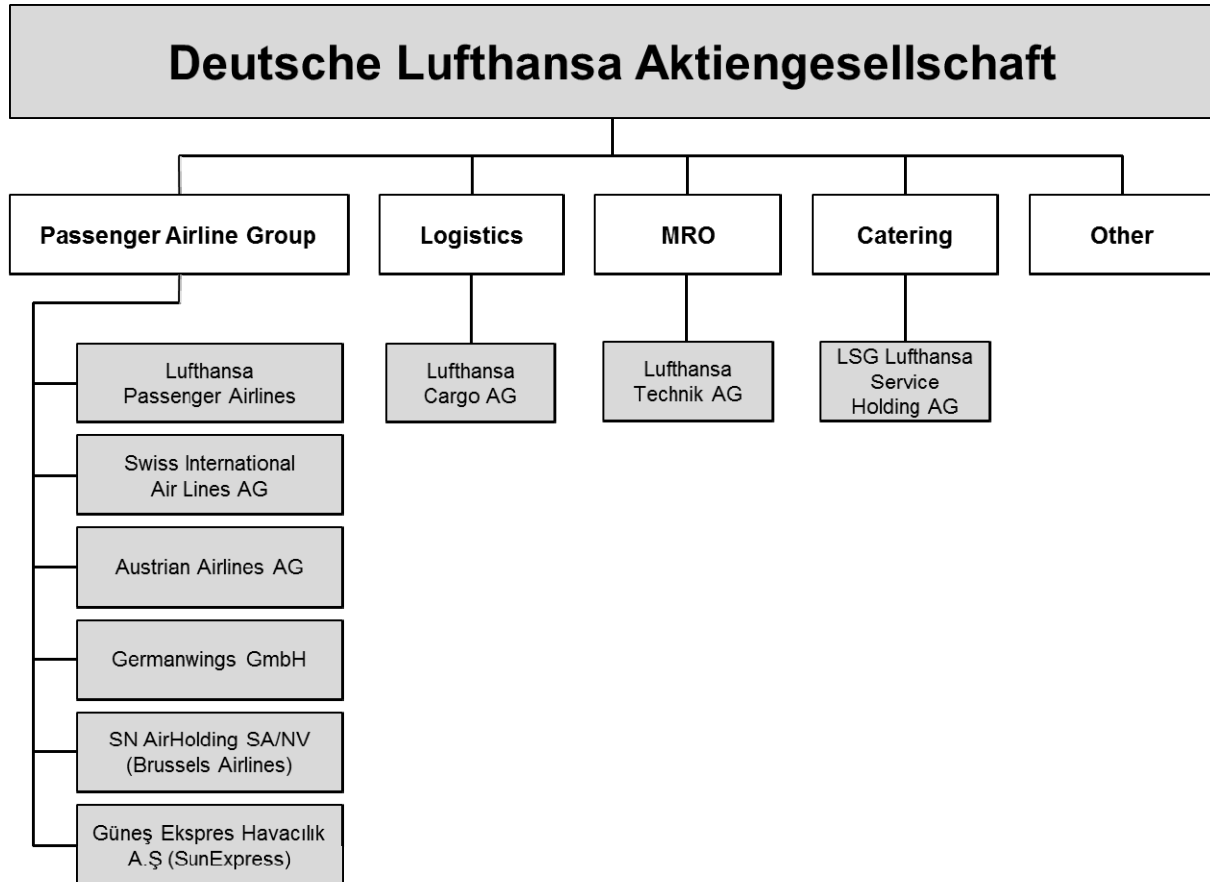 Deutsche Lufthansa Aktiengesellschaft
Passenger Airline Group
Logistics
MRO
Catering
Other
Lufthansa
Passenger Airlines
Lufthansa
Cargo AG
Lufthansa
Technik AG
LSG Lufthansa
Service
Holding AG
Swiss International
Air Lines AG
Austrian Airlines AG
Germanwings GmbH
SN AirHolding SA/NV
(Brussels Airlines)
Güneş Ekspres Havacılık
A.Ş (SunExpress)